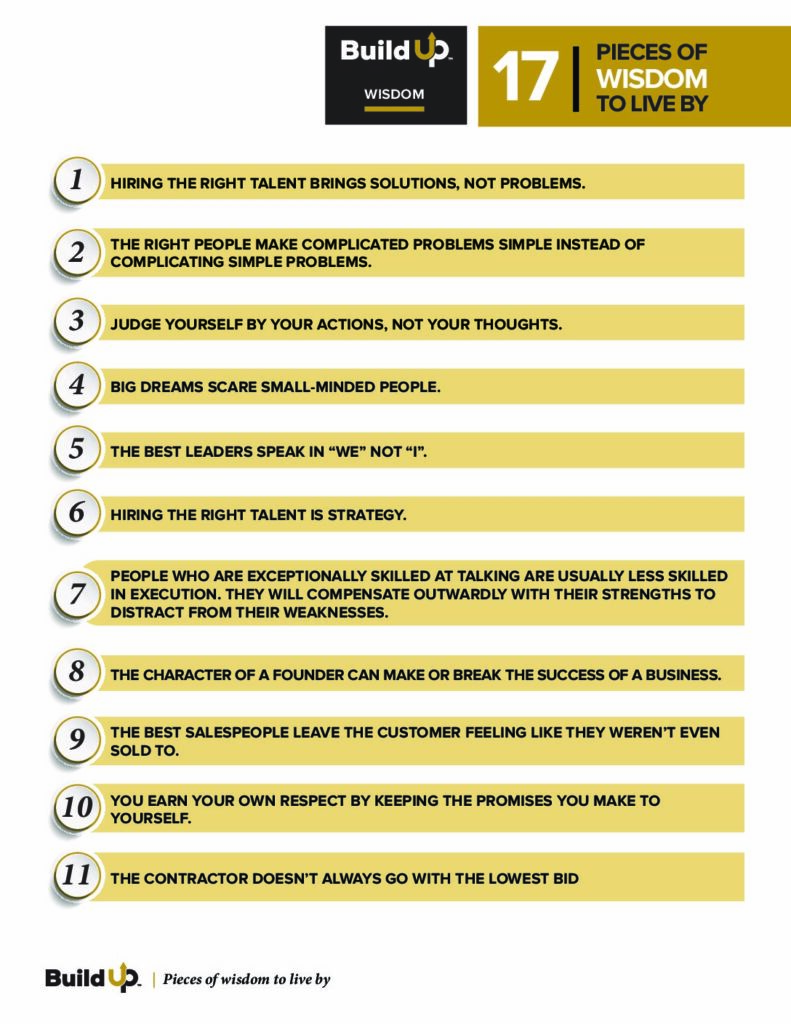 Build Up™
WISDOM
17
PIECES OF
WISDOM
TO LIVE BY
1
HIRING THE RIGHT TALENT BRINGS SOLUTIONS, NOT PROBLEMS.
2
THE RIGHT PEOPLE MAKE COMPLICATED PROBLEMS SIMPLE INSTEAD OF
COMPLICATING SIMPLE PROBLEMS.
3
JUDGE YOURSELF BY YOUR ACTIONS, NOT YOUR THOUGHTS.
4
BIG DREAMS SCARE SMALL-MINDED PEOPLE.
5
THE BEST LEADERS SPEAK IN “WE” NOT “I”.
6
HIRING THE RIGHT TALENT IS STRATEGY.
7
PEOPLE WHO ARE EXCEPTIONALLY SKILLED AT TALKING ARE USUALLY LESS SKILLED
IN EXECUTION. THEY WILL COMPENSATE OUTWARDLY WITH THEIR STRENGTHS TO
DISTRACT FROM THEIR WEAKNESSES.
8
THE CHARACTER OF A FOUNDER CAN MAKE OR BREAK THE SUCCESS OF A BUSINESS.
9
THE BEST SALESPEOPLE LEAVE THE CUSTOMER FEELING LIKE THEY WEREN’T EVEN
SOLD TO.
10
YOU EARN YOUR OWN RESPECT BY KEEPING THE PROMISES YOU MAKE TO
YOURSELF.
11
THE CONTRACTOR DOESN’T ALWAYS GO WITH THE LOWEST BID
Build Up™ | Pieces of wisdom to live by